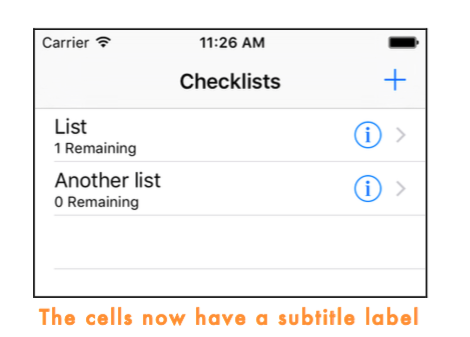 Carrier 11:26 AM
Checklists +
List
1 Remaining
Another list
0 Remaining
The cells now have a subtitle label